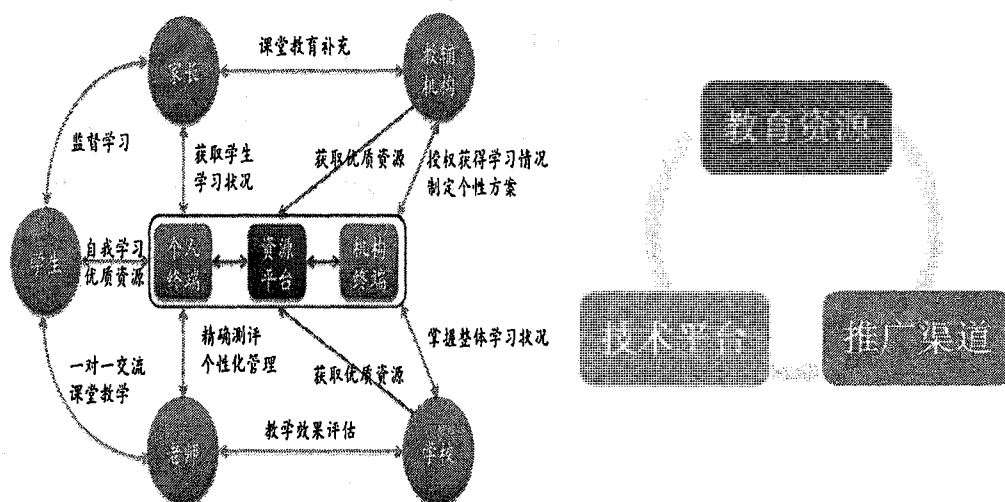 课堂教育补充
家长
教辅
机构
监督学习
获取学生
学习状况
获取优质资源
授权获得学习情况
制定个性方案
学生
自我学习
优质资源
个人
终端
资源
平台
机构
终端
精确测评
个性化管理
掌握整体学习状况
获取优质资源
一对一交流
课堂教学
教学效果评估
老师
学校
教育资源
技术平台
推广渠道